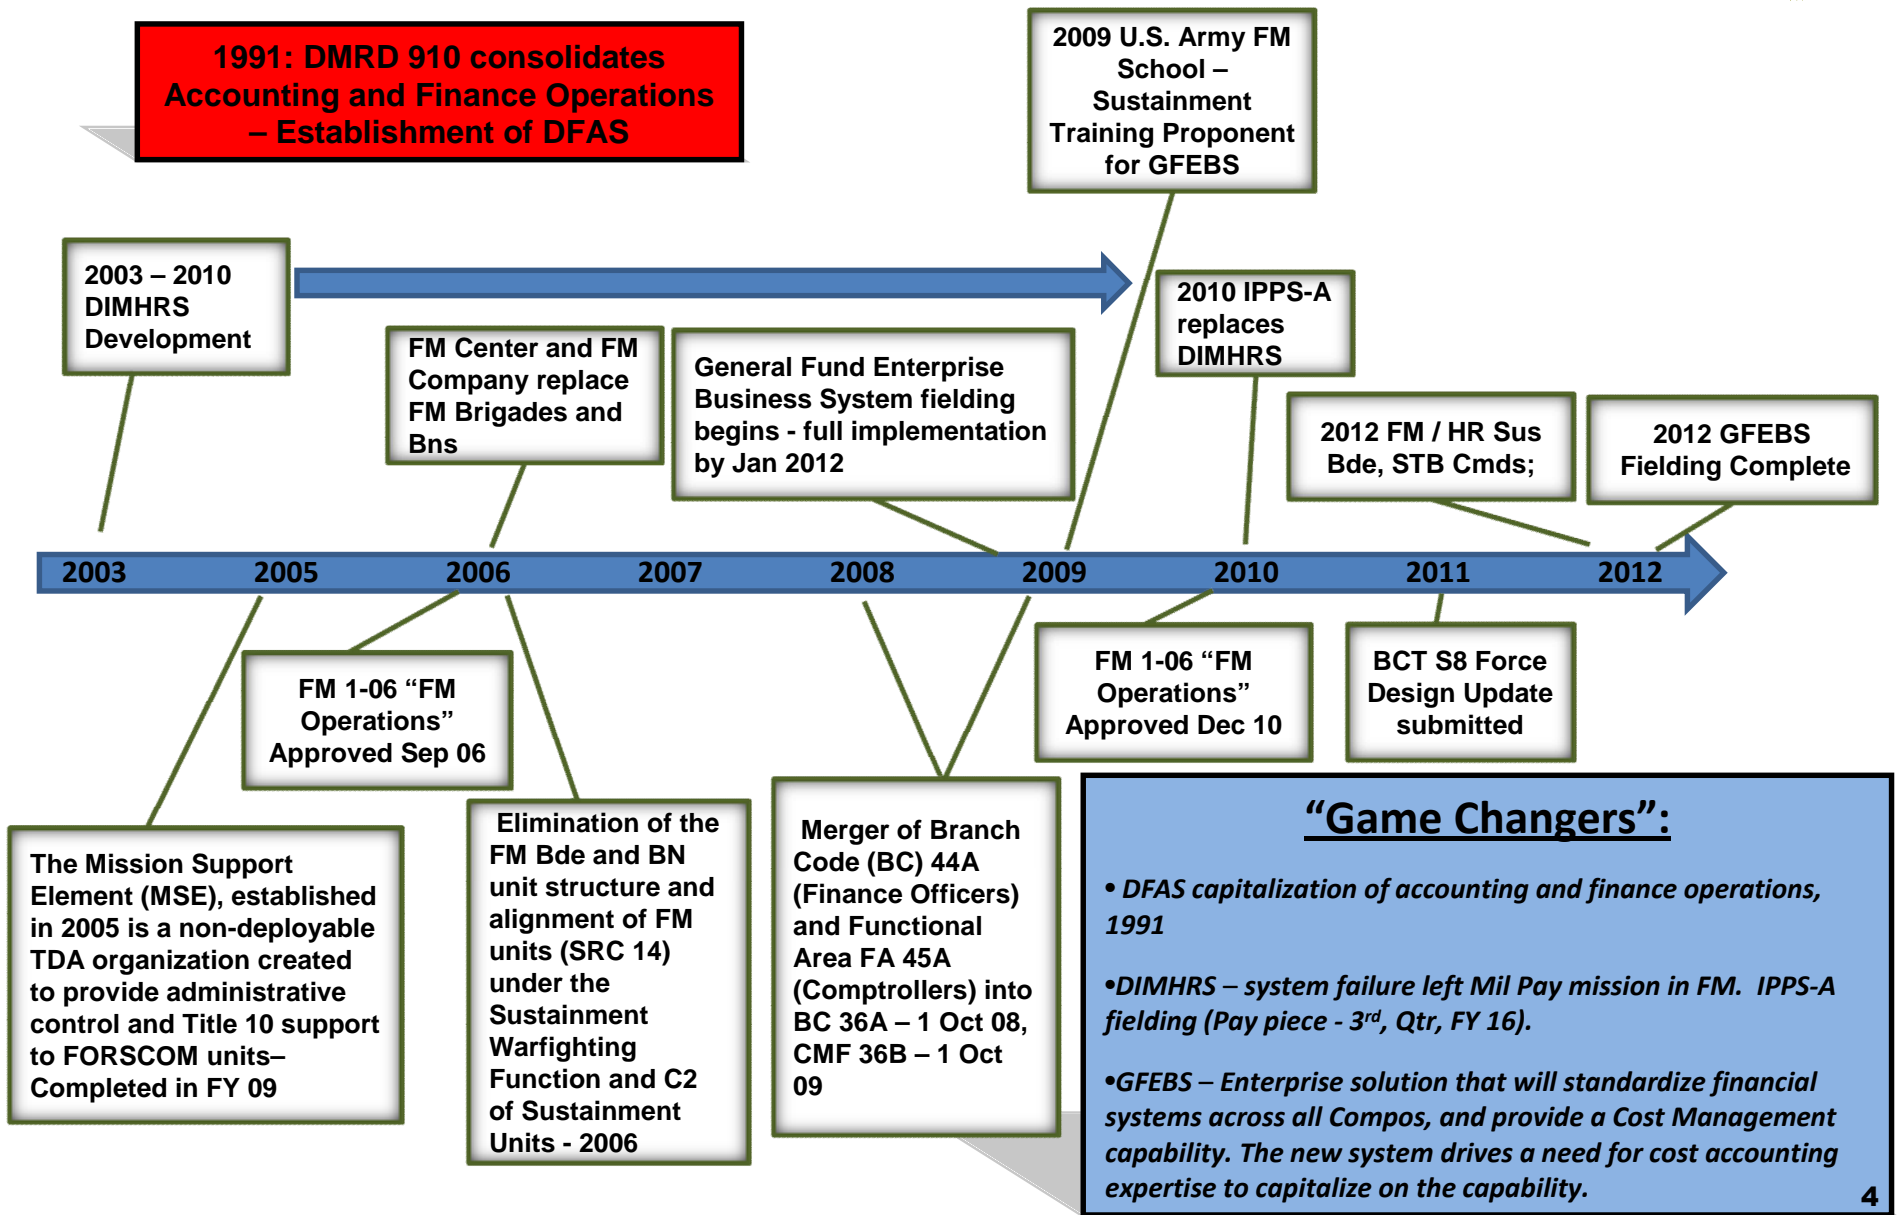 1991: DMRD 910 consolidates
Accounting and Finance Operations
– Establishment of DFAS
2009 U.S. Army FM
School –
Sustainment
Training Proponent
for GFEBS
2003 – 2010
DIMHRS
Development
FM Center and FM
Company replace
FM Brigades and
Bns
General Fund Enterprise
Business System fielding
begins - full implementation
by Jan 2012
2010 IPPS-A
replaces
DIMHRS
2012 FM / HR Sus
Bde, STB Cmds;
2012 GFEBS
Fielding Complete
2003 2005 2006 2007 2008 2009 2010 2011 2012
FM 1-06 “FM
Operations”
Approved Sep 06
FM 1-06 “FM
Operations”
Approved Dec 10
BCT S8 Force
Design Update
submitted
The Mission Support
Element (MSE), established
in 2005 is a non-deployable
TDA organization created
to provide administrative
control and Title 10 support
to FORSCOM units–
Completed in FY 09
Elimination of the
FM Bde and BN
unit structure and
alignment of FM
units (SRC 14)
under the
Sustainment
Warfighting
Function and C2
of Sustainment
Units - 2006
Merger of Branch
Code (BC) 44A
(Finance Officers)
and Functional
Area FA 45A
(Comptrollers) into
BC 36A – 1 Oct 08,
CMF 36B – 1 Oct
09
“Game Changers”:
• DFAS capitalization of accounting and finance operations,
1991
•DIMHRS – system failure left Mil Pay mission in FM. IPPS-A
fielding (Pay piece - 3rd, Qtr, FY 16).
•GFEBS – Enterprise solution that will standardize financial
systems across all Compos, and provide a Cost Management
capability. The new system drives a need for cost accounting
expertise to capitalize on the capability.
4